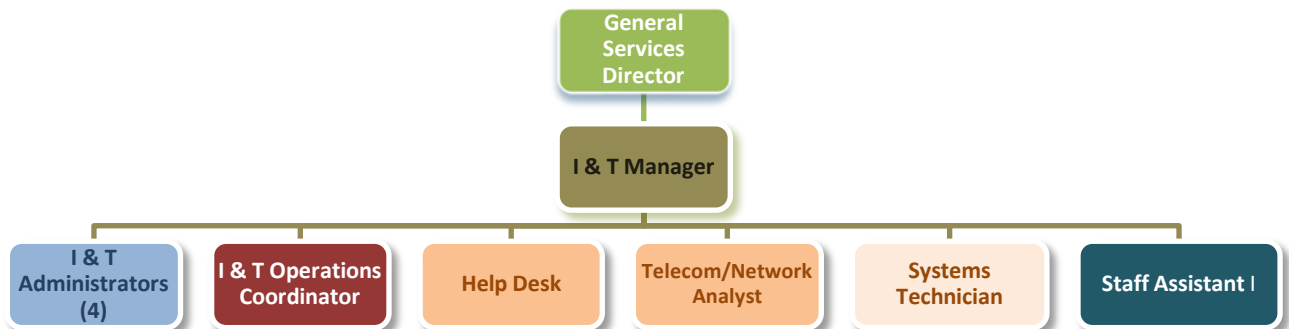 General
Services
Director
I & T Manager
I & T
Administrators
(4)
I & T Operations
Coordinator
Help Desk
Telecom/Network
Analyst
Systems
Technician
Staff Assistant I